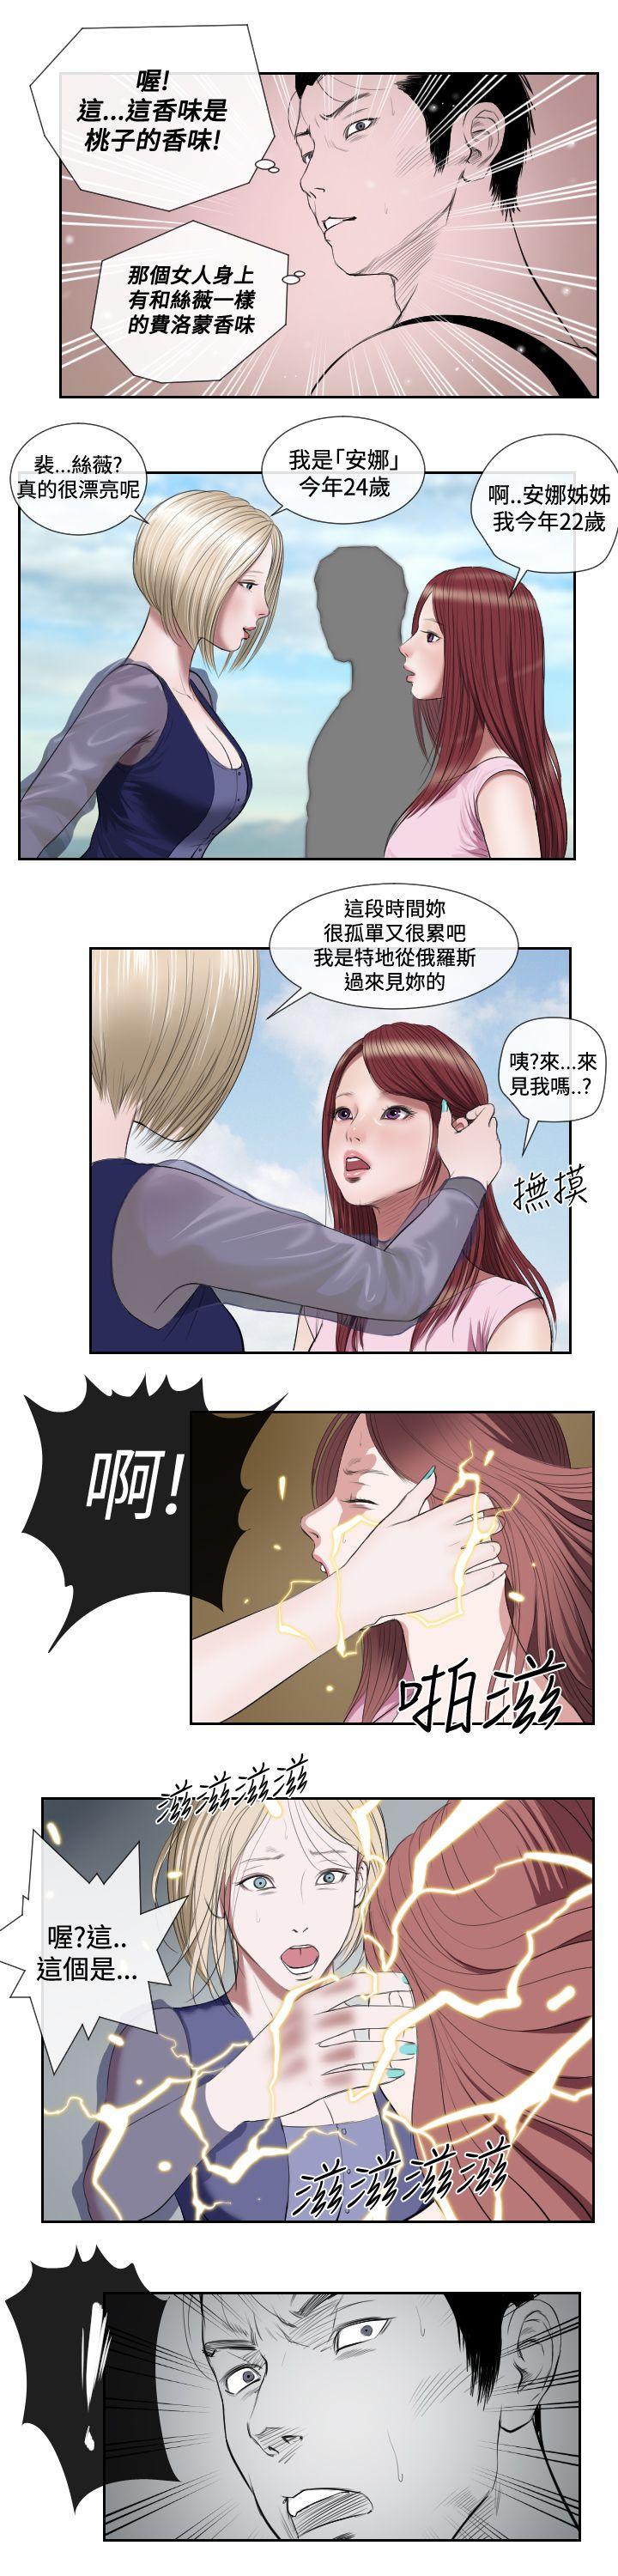 喔!
這...這香味是
桃子的香味!
那個女人身上
有和絲薇一樣
的費洛蒙香味
裴...絲薇?
真的很漂亮呢
我是「安娜」
今年24歲
啊..安娜姊姊
我今年22歲
這段時間妳
很孤單又很累吧
我是特地從俄羅斯
過來見妳的
咦?來...來
見我嗎..?
撫摸
啊!
啪滋
滋滋滋滋
喔?這..
這個是...
滋滋滋滋
!